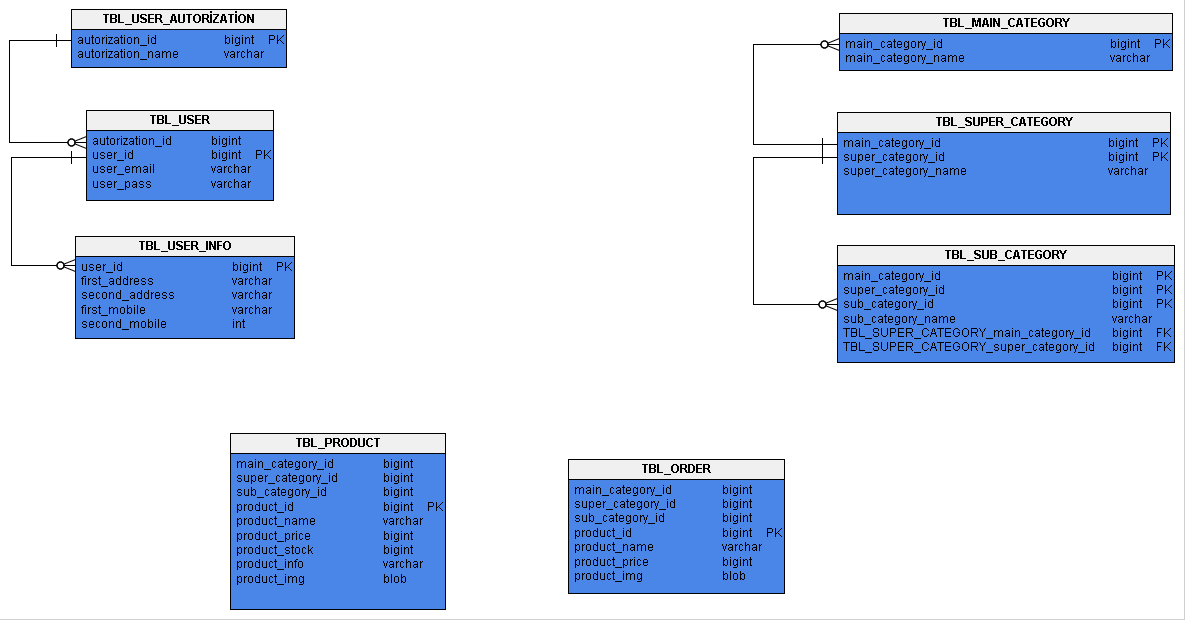 TBL_USER_AUTORİZATİON
autorization_id bigint PK
autorization_name varchar
TBL_USER
autorization_id bigint
user_id bigint PK
user_email varchar
user_pass varchar
TBL_USER_INFO
user_id bigint PK
first_address varchar
second_address varchar
first_mobile varchar
second_mobile int
TBL_MAIN_CATEGORY
main_category_id bigint PK
main_category_name varchar
TBL_SUPER_CATEGORY
main_category_id bigint PK
super_category_id bigint PK
super_category_name varchar
TBL_SUB_CATEGORY
main_category_id bigint PK
super_category_id bigint PK
sub_category_id bigint PK
sub_category_name varchar
TBL_SUPER_CATEGORY_main_category_id bigint FK
TBL_SUPER_CATEGORY_super_category_id bigint FK
TBL_PRODUCT
main_category_id bigint
super_category_id bigint
sub_category_id bigint
product_id bigint PK
product_name varchar
product_price bigint
product_stock bigint
product_info varchar
product_img blob
TBL_ORDER
main_category_id bigint
super_category_id bigint
sub_category_id bigint
product_id bigint PK
product_name varchar
product_price bigint
product_img blob